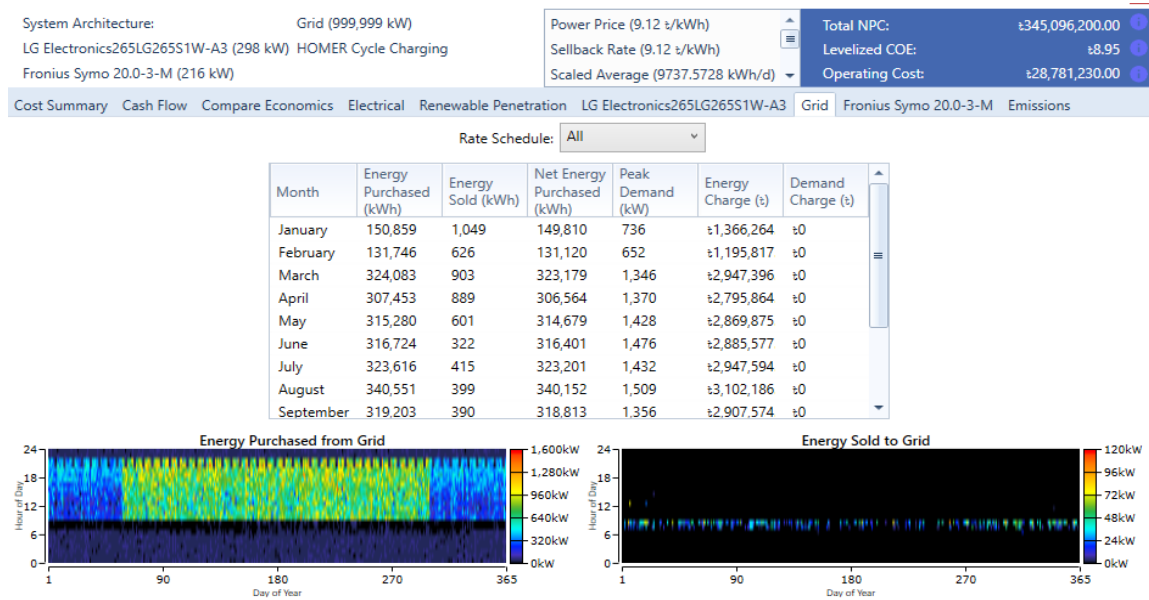 System Architecture: Grid (999,999 kW)
LG Electronics265LG265S1W-A3 (298 kW) HOMER Cycle Charging
Fronius Symo 20.0-3-M (216 kW)
Power Price (9.12 ৳/kWh)
Sellback Rate (9.12 ৳/kWh)
Scaled Average (9737.5728 kWh/d)
Total NPC: ৳345,096,200.00
Levelized COE: ৳8.95
Operating Cost: ৳28,781,230.00
Cost Summary Cash Flow Compare Economics Electrical Renewable Penetration LG Electronics265LG265S1W-A3 Grid Fronius Symo 20.0-3-M Emissions
Rate Schedule: All
Month Energy Purchased (kWh) Energy Sold (kWh) Net Energy Purchased (kWh) Peak Demand (kW) Energy Charge (৳) Demand Charge (৳)
January 150,859 1,049 149,810 736 ৳1,366,264 ৳0
February 131,746 626 131,120 652 ৳1,195,817 ৳0
March 324,083 903 323,179 1,346 ৳2,947,396 ৳0
April 307,453 889 306,564 1,370 ৳2,795,864 ৳0
May 315,280 601 314,679 1,428 ৳2,869,875 ৳0
June 316,724 322 316,401 1,476 ৳2,885,577 ৳0
July 323,616 415 323,201 1,432 ৳2,947,594 ৳0
August 340,551 399 340,152 1,509 ৳3,102,186 ৳0
September 319,203 390 318,813 1,356 ৳2,907,574 ৳0
Energy Purchased from Grid
24
18
12
6
0
Hour of Day
1 90 180 270 365
Day of Year
1.600kW
1.280kW
960kW
640kW
320kW
0kW
Energy Sold to Grid
24
18
12
6
0
Hour of Day
1 90 180 270 365
Day of Year
120kW
96kW
72kW
48kW
24kW
0kW